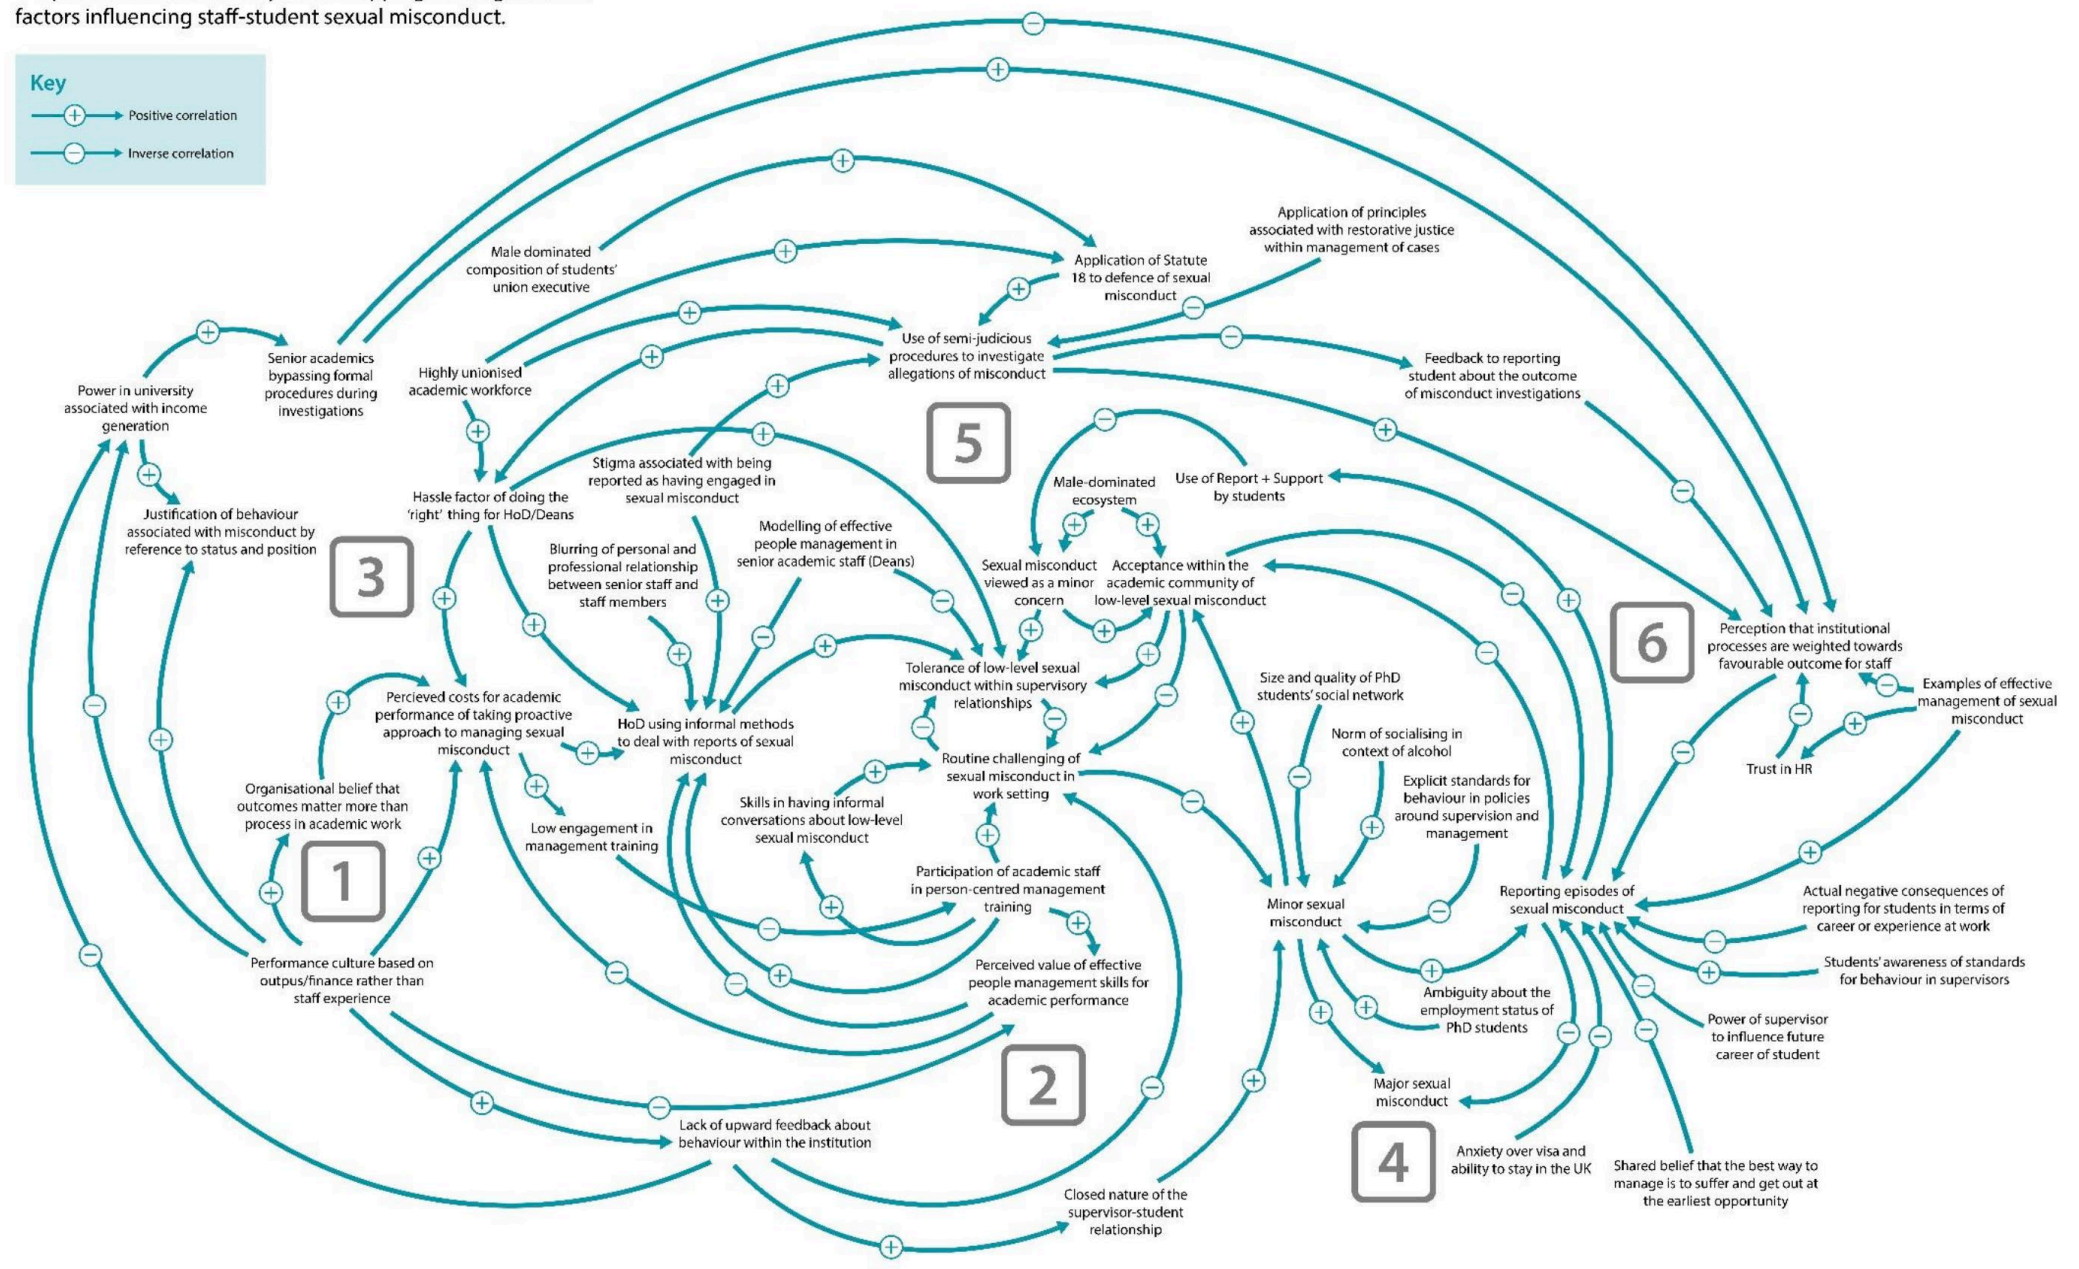 factors influencing staff-student sexual misconduct.
Key
+
Positive correlation
−
Inverse correlation
−
+
+
Male dominated
composition of students'
union executive
+
Application of Statute
18 to defence of sexual
misconduct
Application of principles
associated with restorative justice
within management of cases
+
−
+
+
Senior academics
bypassing formal
procedures during
investigations
Highly unionised
academic workforce
+
+
Use of semi-judicious
procedures to investigate
allegations of misconduct
−
Feedback to reporting
student about the outcome
of misconduct investigations
Power in university
associated with income
generation
+
+
+
5
−
+
+
Justification of behaviour
associated with misconduct by
reference to status and position
Hassle factor of doing the
'right' thing for HoD/Deans
Stigma associated with being
reported as having engaged in
sexual misconduct
Male-dominated
ecosystem
Use of Report + Support
by students
−
+
+
3
Blurring of personal and
professional relationship
between senior staff and
staff members
Modelling of effective
people management in
senior academic staff (Deans)
Sexual misconduct
viewed as a minor
concern
Acceptance within the
academic community of
low-level sexual misconduct
−
+
+
+
+
−
−
+
+
6
Perception that institutional
processes are weighted towards
favourable outcome for staff
+
+
+
−
Tolerance of low-level sexual
misconduct within supervisory
relationships
−
Size and quality of PhD
students' social network
−
Examples of effective
management of sexual
misconduct
−
+
+
Percieved costs for academic
performance of taking proactive
approach to managing sexual
misconduct
+
HoD using informal methods
to deal with reports of sexual
misconduct
−
−
+
Norm of socialising in
context of alcohol
−
−
+
Trust in HR
Organisational belief that
outcomes matter more than
process in academic work
+
Low engagement in
management training
Skills in having informal
conversations about low-level
sexual misconduct
+
Routine challenging of
sexual misconduct in
work setting
−
−
Explicit standards for
behaviour in policies
around supervision and
management
+
+
+
+
1
+
Participation of academic staff
in person-centred management
training
Minor sexual
misconduct
−
Reporting episodes of
sexual misconduct
Actual negative consequences of
reporting for students in terms of
career or experience at work
−
−
+
+
−
Performance culture based on
outpus/finance rather than
staff experience
−
−
+
Perceived value of effective
people management skills for
academic performance
+
+
Students' awareness of standards
for behaviour in supervisors
−
Ambiguity about the
employment status of
PhD students
+
+
−
−
−
Power of supervisor
to influence future
career of student
2
+
−
−
+
Major sexual
misconduct
Lack of upward feedback about
behaviour within the institution
4
Anxiety over visa and
ability to stay in the UK
Shared belief that the best way to
manage is to suffer and get out at
the earliest opportunity
Closed nature of the
supervisor-student
relationship
+